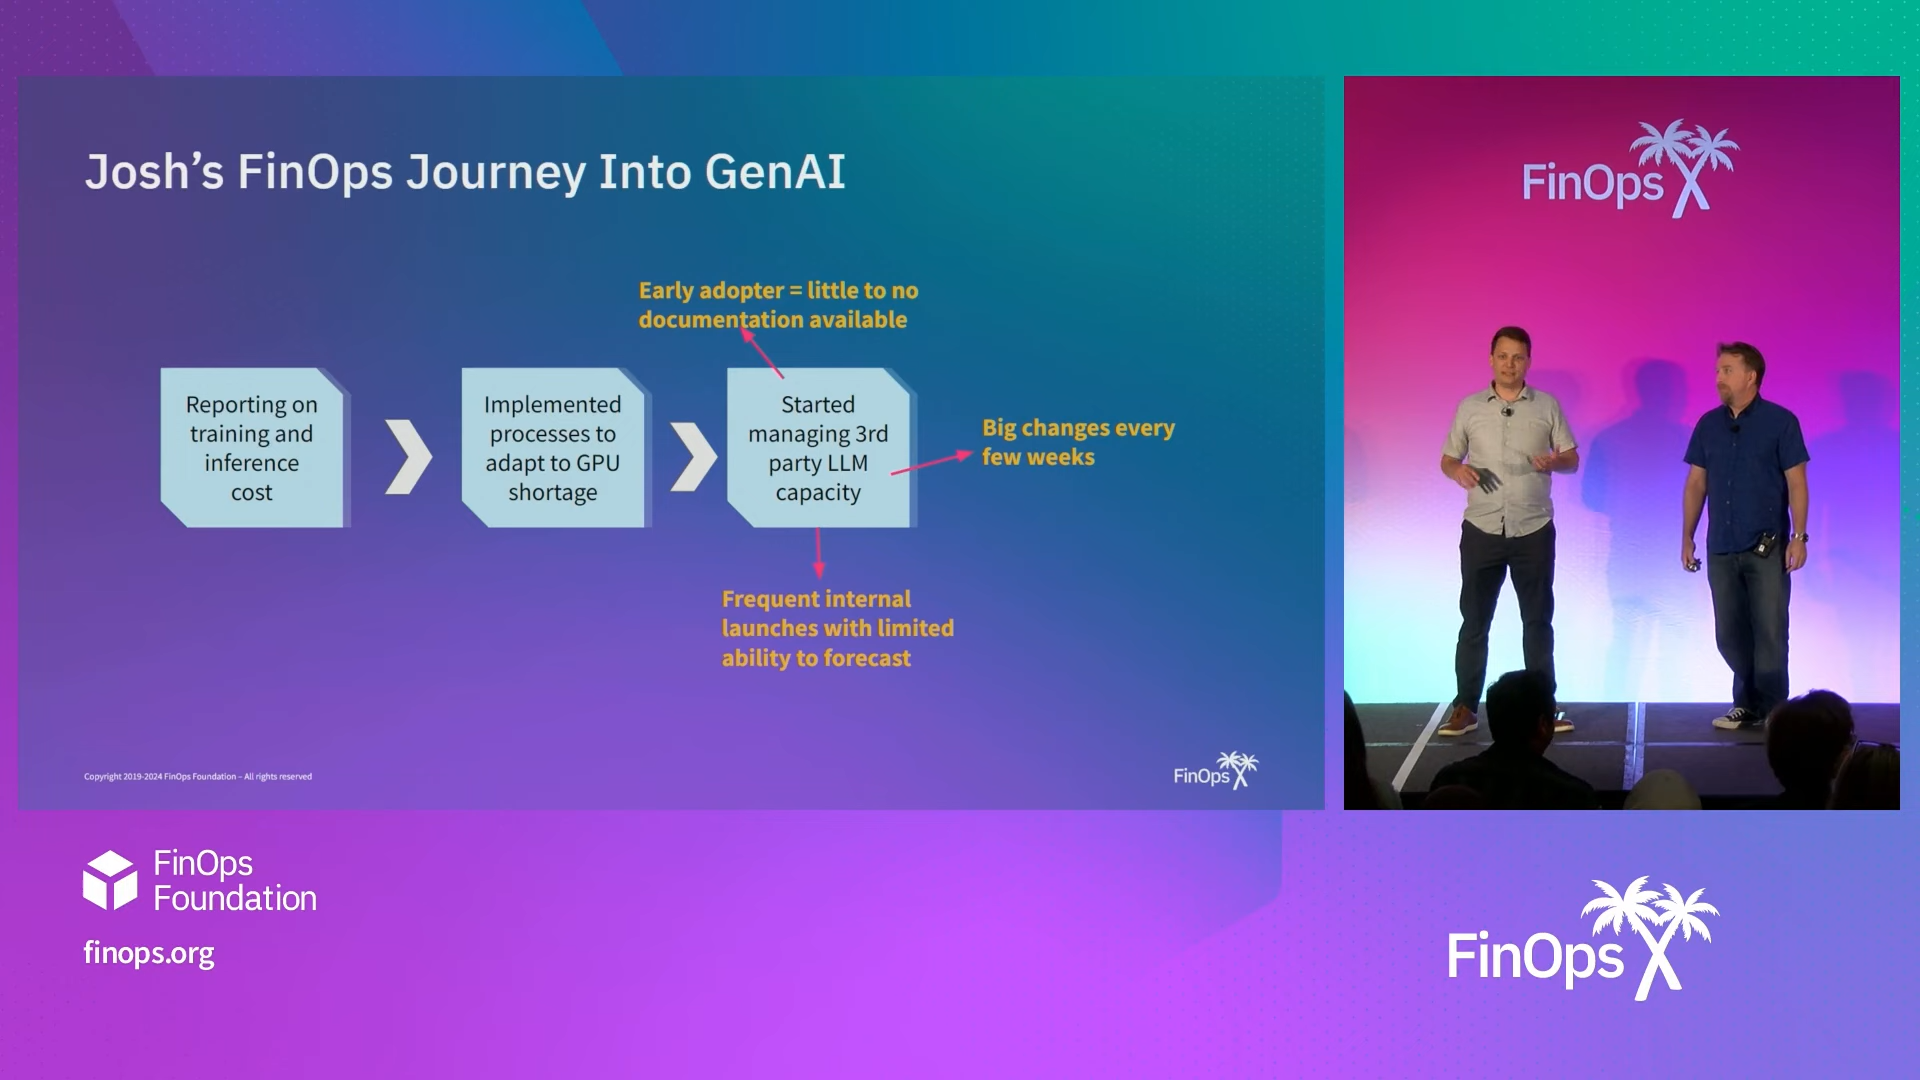 Josh's FinOps Journey Into GenAI
Early adopter = little to no
documentation available
Reporting on
training and
inference
cost
Implemented
processes to
adapt to GPU
shortage
Started
managing 3rd
party LLM
capacity
Big changes every
few weeks
Frequent internal
launches with limited
ability to forecast
Copyright 2019-2024 FinOps Foundation – All rights reserved
FinOps X
FinOps X
FinOps
Foundation
finops.org
FinOps X